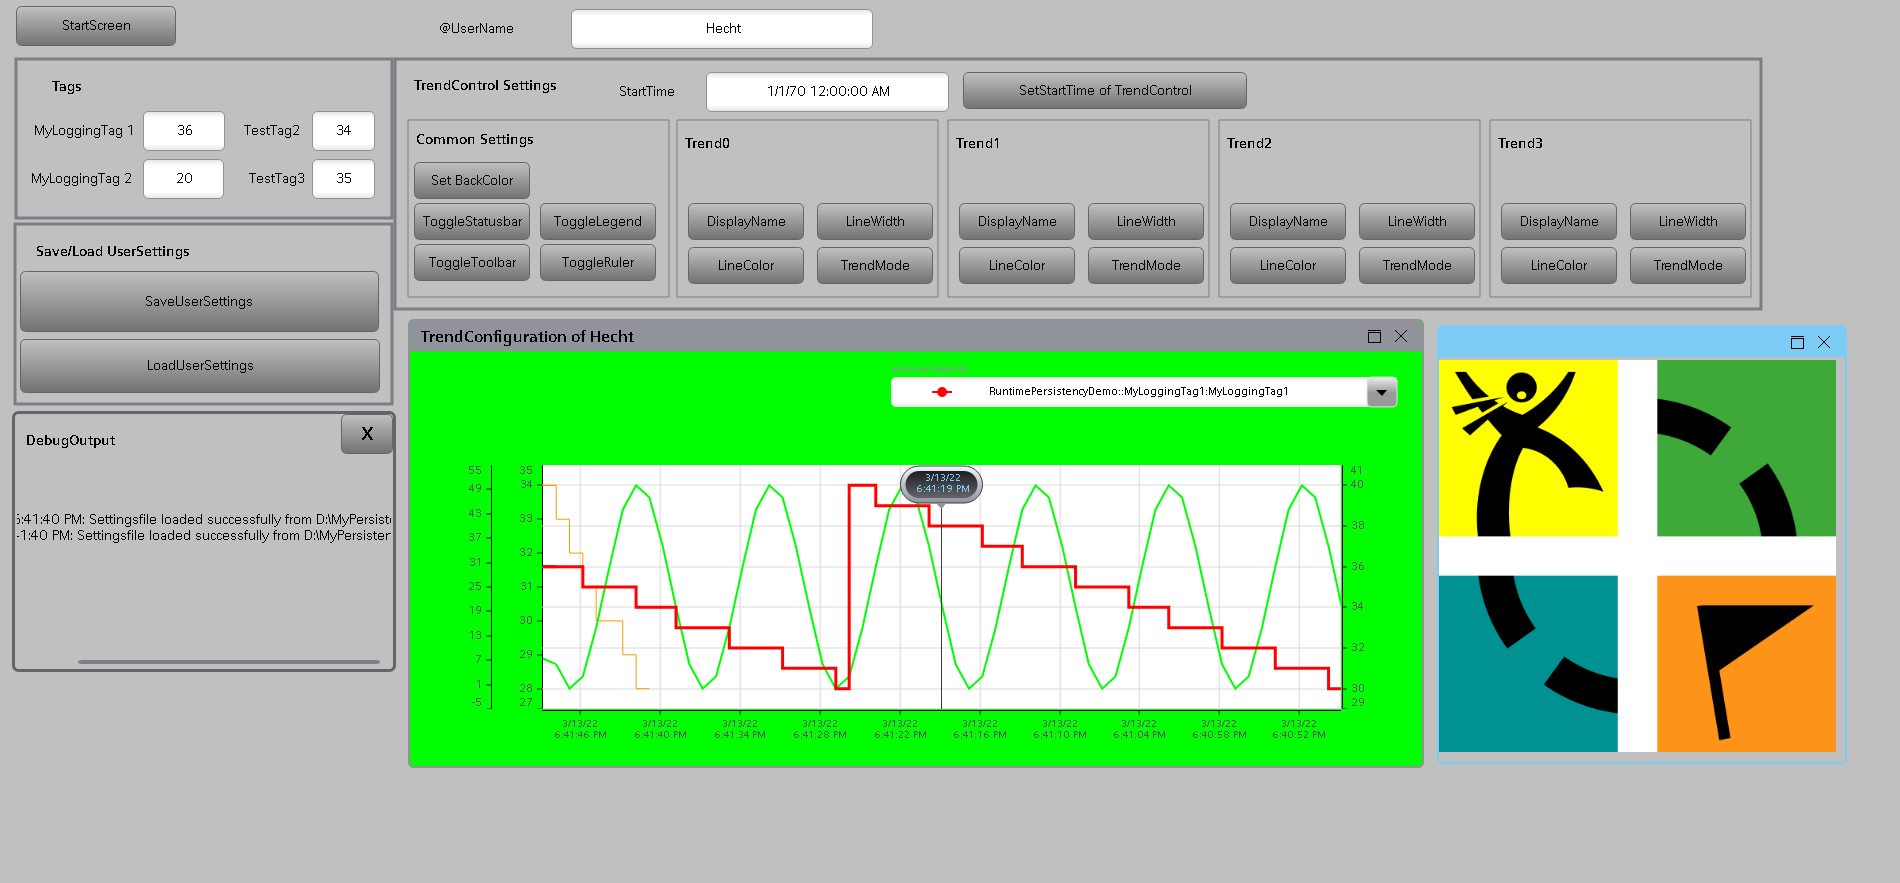 StartScreen
@UserName
Hecht
Tags
MyLoggingTag 1
36
TestTag2
34
MyLoggingTag 2
20
TestTag3
35
TrendControl Settings
StartTime
1/1/70 12:00:00 AM
SetStartTime of TrendControl
Common Settings
Set BackColor
ToggleStatusbar
ToggleLegend
ToggleToolbar
ToggleRuler
Trend0
DisplayName
LineWidth
LineColor
TrendMode
Trend1
DisplayName
LineWidth
LineColor
TrendMode
Trend2
DisplayName
LineWidth
LineColor
TrendMode
Trend3
DisplayName
LineWidth
LineColor
TrendMode
Save/Load UserSettings
SaveUserSettings
LoadUserSettings
DebugOutput
X
:41:40 PM: Settingsfile loaded successfully from D:\MyPersist
1:40 PM: Settingsfile loaded successfully from D:\MyPersister
TrendConfiguration of Hecht
RuntimePersistencyDemo::MyLoggingTag1:MyLoggingTag1
55
49
43
37
31
25
19
13
7
1
-5
35
34
33
32
31
30
29
28
27
3/13/22
6:41:19 PM
41
40
38
36
34
32
30
29
3/13/22
6:41:46 PM
3/13/22
6:41:40 PM
3/13/22
6:41:34 PM
3/13/22
6:41:28 PM
3/13/22
6:41:22 PM
3/13/22
6:41:16 PM
3/13/22
6:41:10 PM
3/13/22
6:41:04 PM
3/13/22
6:40:58 PM
3/13/22
6:40:52 PM